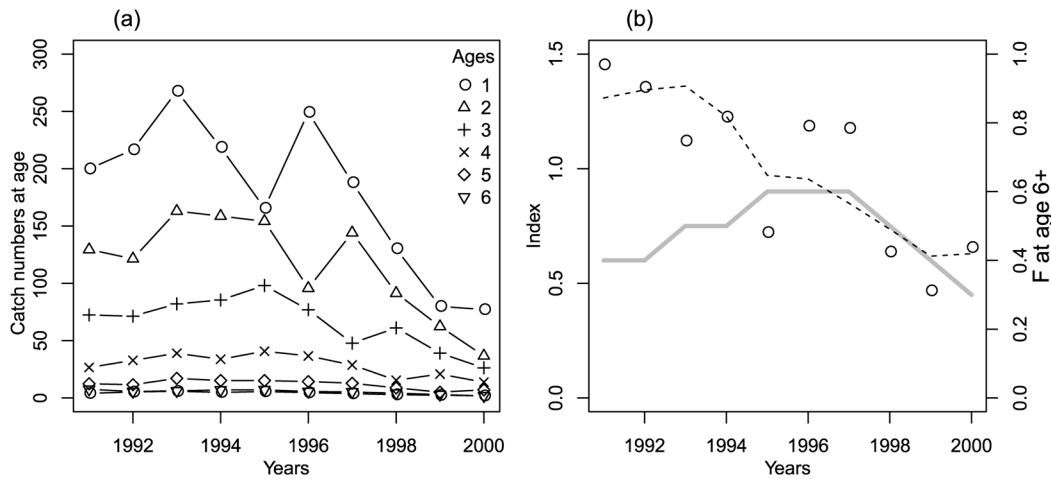 (a)
Catch numbers at age
300
250
200
150
100
50
0
Ages
1
2
3
4
5
6
1992 1994 1996 1998 2000
Years
(b)
Index
1.5
1.0
0.5
0.0
1.0
0.8
0.6
0.4
0.2
0.0
F at age 6+
1992 1994 1996 1998 2000
Years